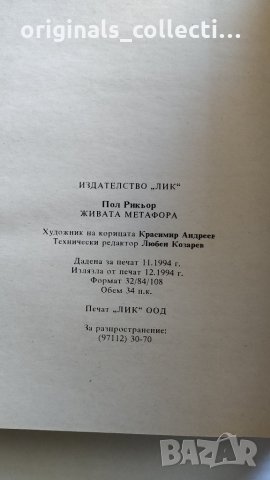 originals_collecti...
ИЗДАТЕЛСТВО „ЛИК“
Пол Рикьор
ЖИВАТА МЕТАФОРА
Художник на корицата Красимир Андреев
Технически редактор Любен Козарев
Дадена за печат 11.1994 г.
Излязла от печат 12.1994 г.
Формат 32/84/108
Обем 34 п.к.
Печат „ЛИК“ ООД
За разпространение:
(97112) 30-70
BAZAR